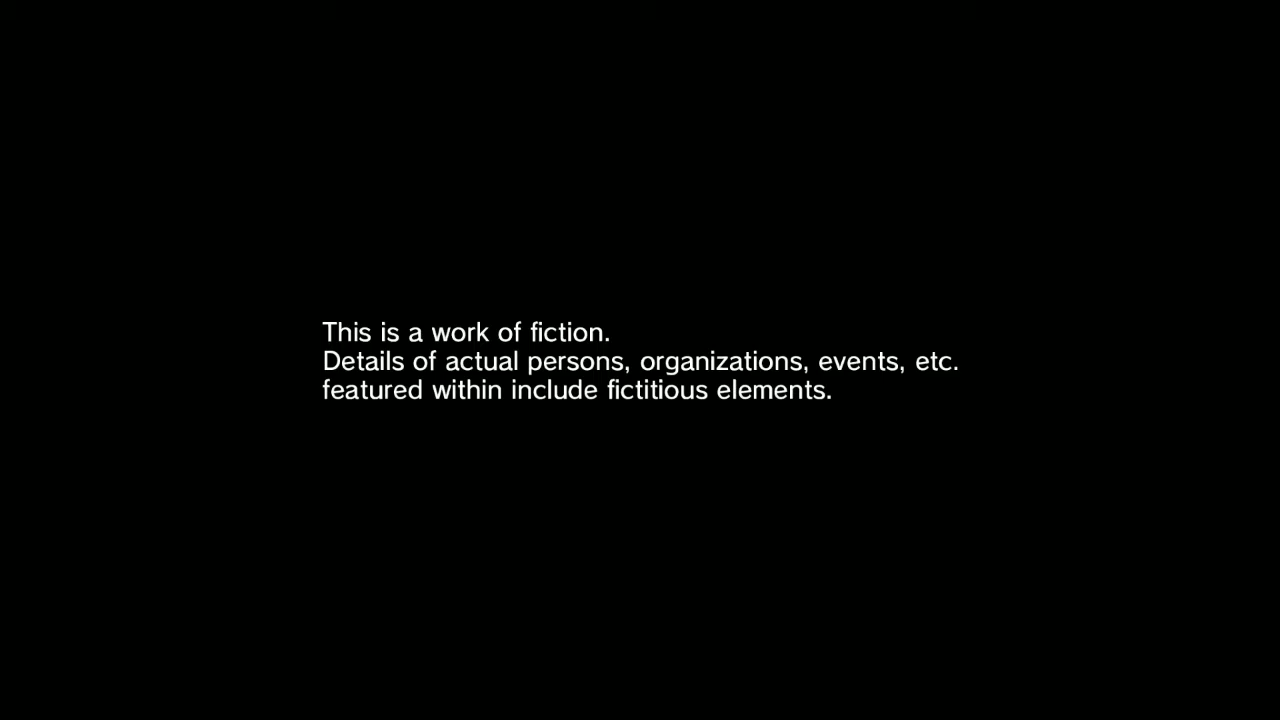 This is a work of fiction.
Details of actual persons, organizations, events, etc.
featured within include fictitious elements.